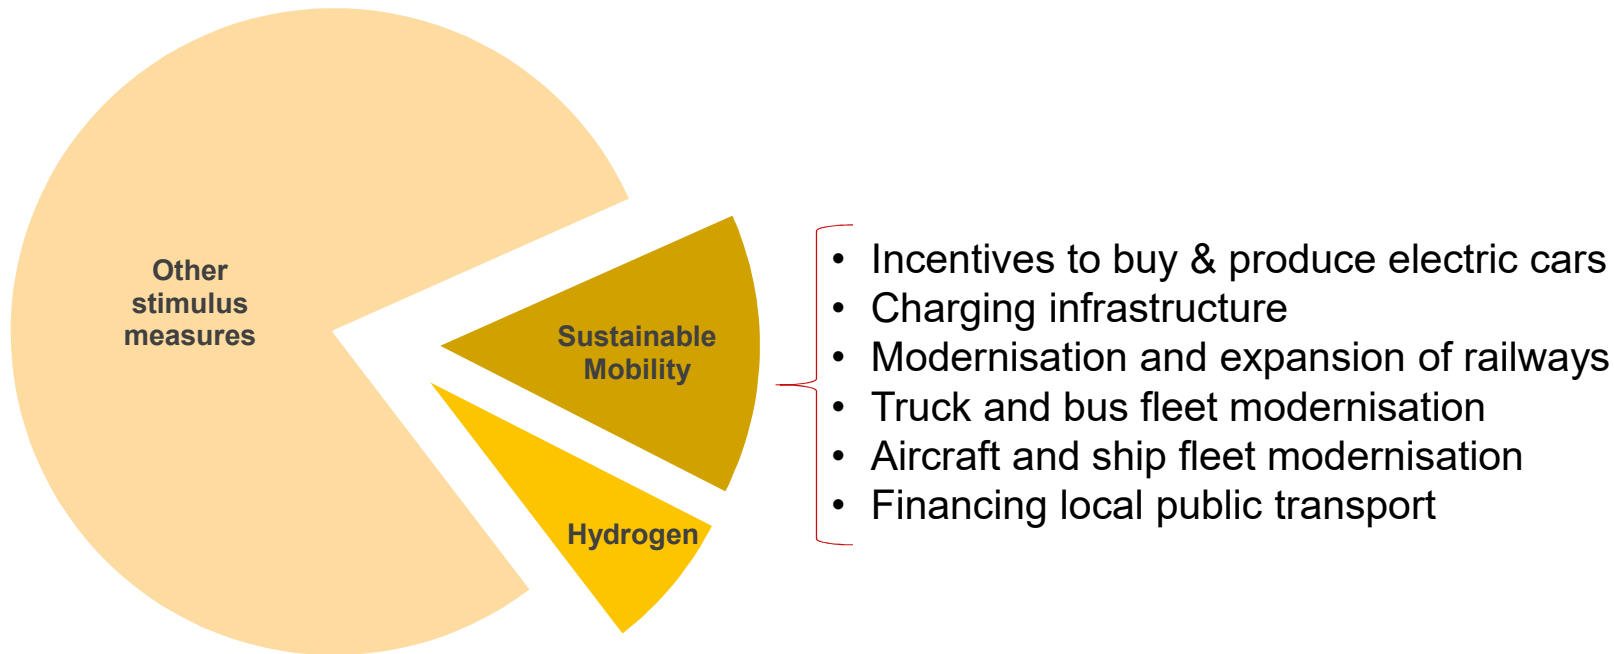 Other
stimulus
measures
Sustainable
Mobility
Hydrogen
• Incentives to buy & produce electric cars
• Charging infrastructure
• Modernisation and expansion of railways
• Truck and bus fleet modernisation
• Aircraft and ship fleet modernisation
• Financing local public transport